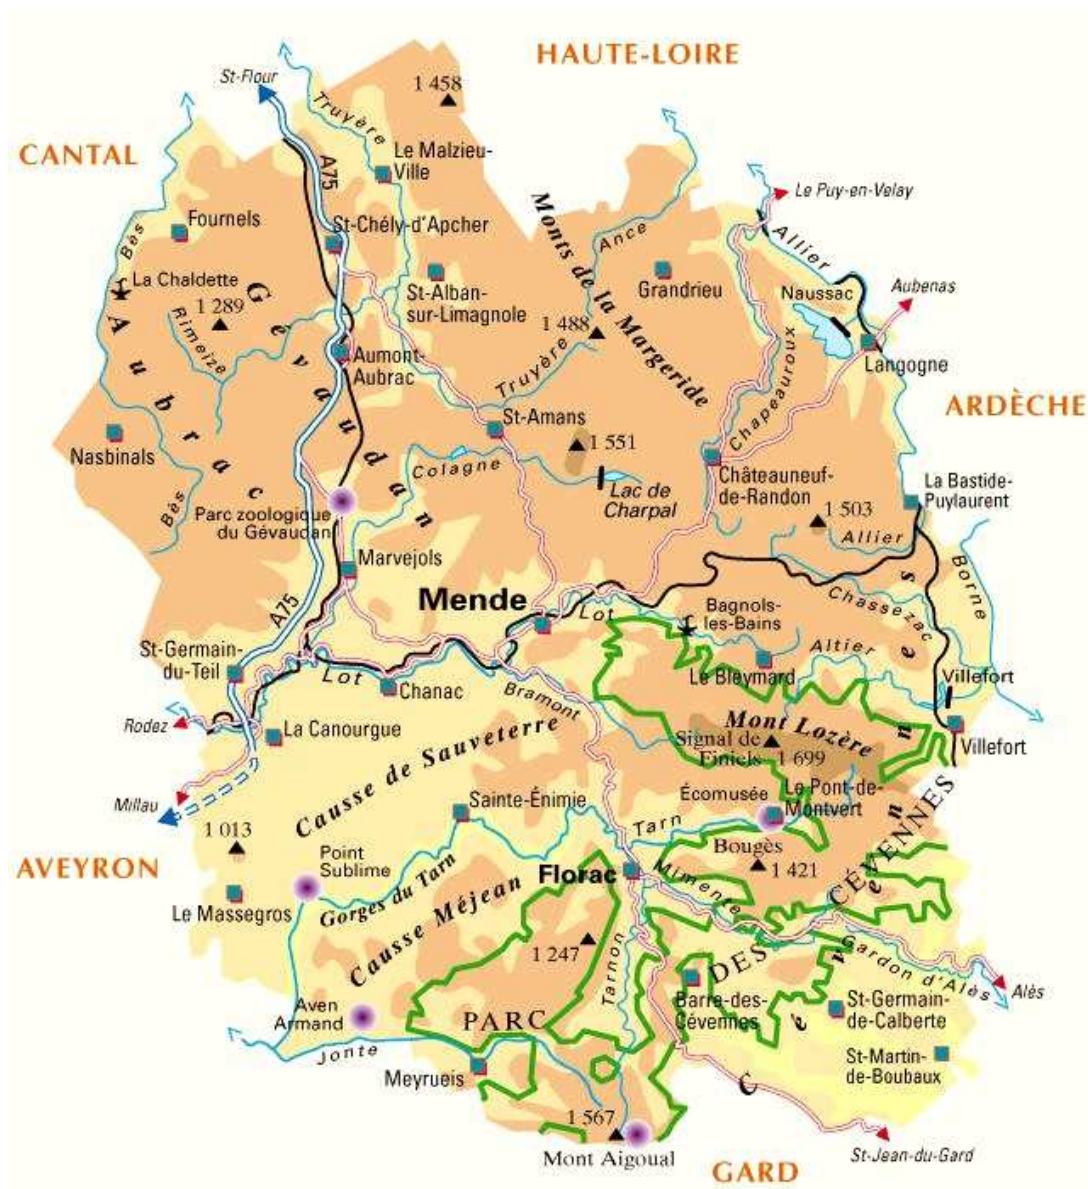 HAUTE-LOIRE
St-Flour
1 458
Truyère
CANTAL
A75
Le Malzieu-
Ville
Le Puy-en-Velay
Fournels
St-Chély-d'Apcher
Monts de la Margeride
Ance
Allier
Bès
La Chaldette
Grandrieu
Naussac
Aubenas
1 289
Gévaudan
St-Alban-
sur-Limagnole
Rimeize
Aubrac
1 488
Truyère
Chapeauroux
Aumont-
Aubrac
Langogne
ARDÈCHE
St-Amans
Nasbinals
1 551
Colagne
Châteauneuf-
de-Randon
La Bastide-
Puylaurent
Lac de
Charpal
Bès
Parc zoologique
du Gévaudan
1 503
Allier
Marvejols
Borne
A75
Mende
Lot
Bagnols-
les-Bains
Chassezac
Altier
St-Germain-
du-Teil
Le Bleymard
Villefort
Lot
Chanac
Bramont
Rodez
La Canourgue
Mont Lozère
Signal de
Finiels 1 699
Villefort
Causse de Sauveterre
Millau
Écomusée
Le Pont-de-
Montvert
Sainte-Énimie
Tarn
1 013
AVEYRON
Point
Sublime
Bougès
1 421
Florac
Mimente
Gorges du Tarn
Le Massegros
Causse Méjean
1 247
Tarnon
PARC
DES
CÉVENNES
Cévennes
Gardon d'Alès
Alès
Barre-des-
Cévennes
St-Germain-
de-Calberte
Aven
Armand
Jonte
Meyrueis
St-Martin-
de-Boubaux
1 567
Mont Aigoual
St-Jean-du-Gard
GARD